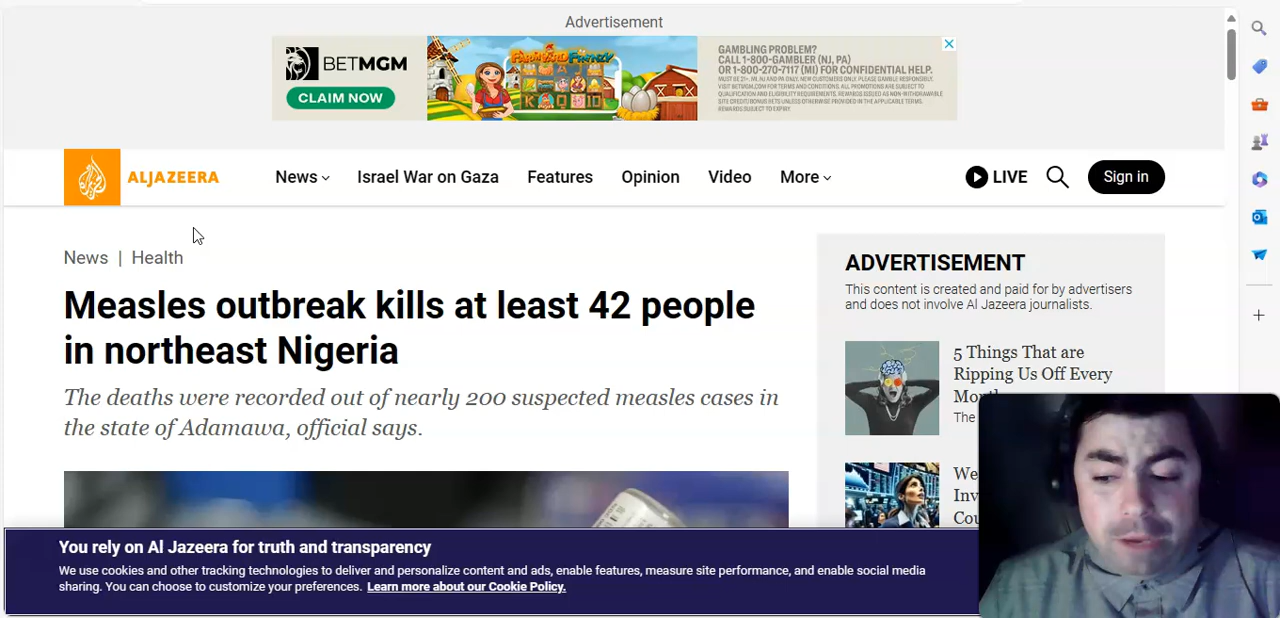 Advertisement
BETMGM
CLAIM NOW
FARMYARD FRENZY
GAMBLING PROBLEM?
CALL 1-800-GAMBLER (NJ, PA)
OR 1-800-270-7117 (MI) FOR CONFIDENTIAL HELP.
ALJAZEERA
News
Israel War on Gaza
Features
Opinion
Video
More
LIVE
Sign in
News | Health
Measles outbreak kills at least 42 people
in northeast Nigeria
The deaths were recorded out of nearly 200 suspected measles cases in
the state of Adamawa, official says.
ADVERTISEMENT
This content is created and paid for by advertisers
and does not involve Al Jazeera journalists.
5 Things That are
Ripping Us Off Every
The
We
You rely on Al Jazeera for truth and transparency
We use cookies and other tracking technologies to deliver and personalize content and ads, enable features, measure site performance, and enable social media
sharing. You can choose to customize your preferences. Learn more about our Cookie Policy.